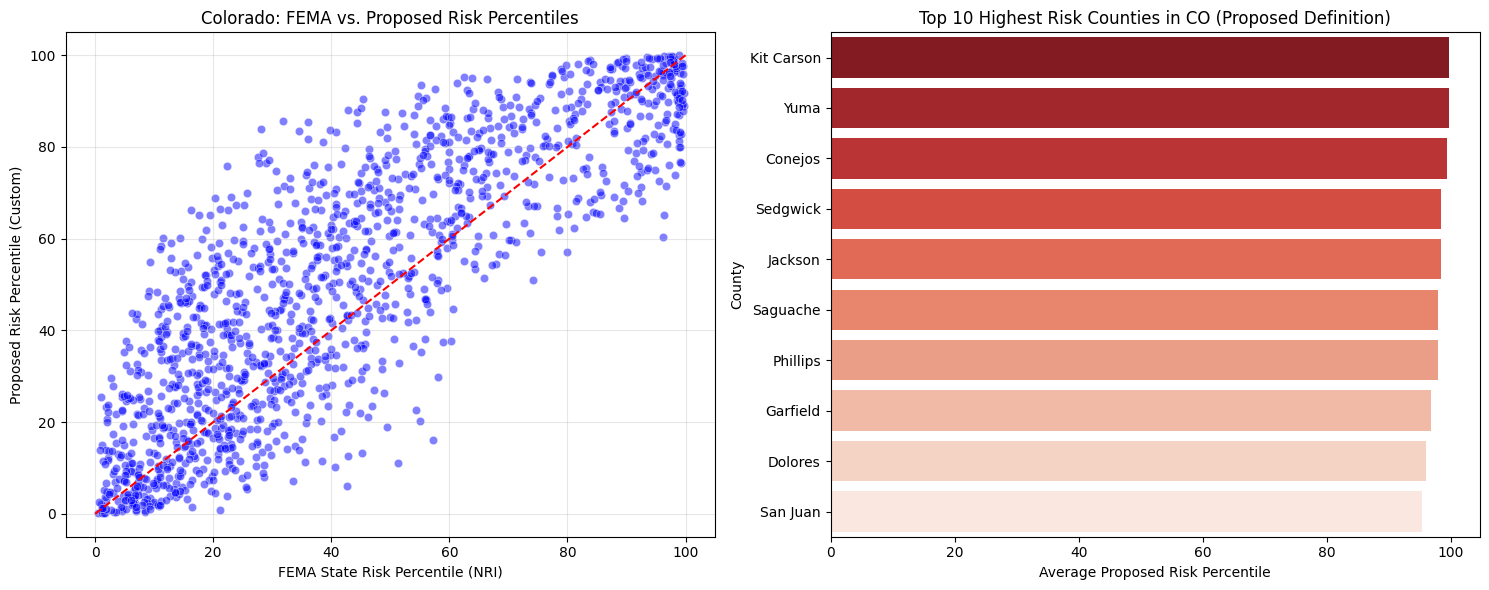 Colorado: FEMA vs. Proposed Risk Percentiles
Proposed Risk Percentile (Custom)
100
80
60
40
20
0
0 20 40 60 80 100
FEMA State Risk Percentile (NRI)
Top 10 Highest Risk Counties in CO (Proposed Definition)
County
Kit Carson
Yuma
Conejos
Sedgwick
Jackson
Saguache
Phillips
Garfield
Dolores
San Juan
0 20 40 60 80 100
Average Proposed Risk Percentile